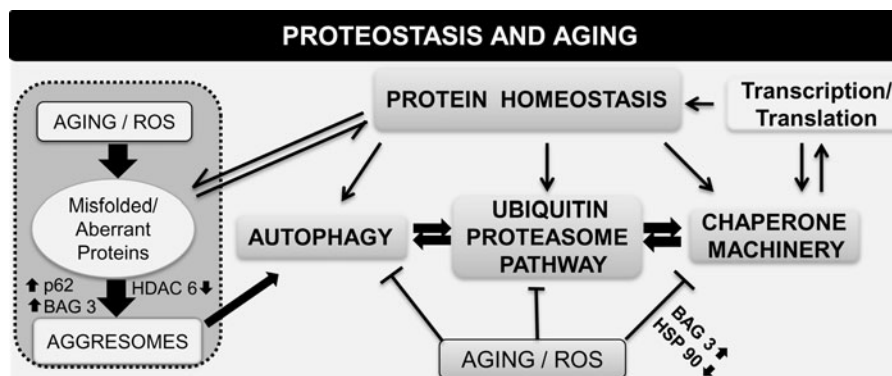 PROTEOSTASIS AND AGING
AGING / ROS
Misfolded/
Aberrant
Proteins
⬆ p62
⬆ BAG 3
HDAC 6 ⬇
AGGRESOMES
PROTEIN HOMEOSTASIS
Transcription/
Translation
AUTOPHAGY
UBIQUITIN
PROTEASOME
PATHWAY
CHAPERONE
MACHINERY
AGING / ROS
BAG 3 ⬆
HSP 90 ⬇